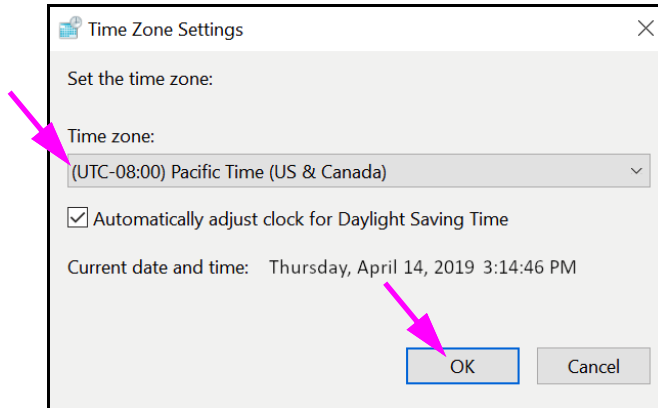 Time Zone Settings
Set the time zone:
Time zone:
(UTC-08:00) Pacific Time (US & Canada)
Automatically adjust clock for Daylight Saving Time
Current date and time: Thursday, April 14, 2019 3:14:46 PM
OK Cancel